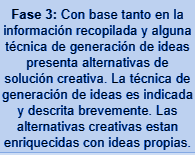 Fase 3: Con base tanto en la
información recopilada y alguna
técnica de generación de ideas
presenta alternativas de
solución creativa. La técnica de
generación de ideas es indicada
y descrita brevemente. Las
alternativas creativas estan
enriquecidas con ideas propias.